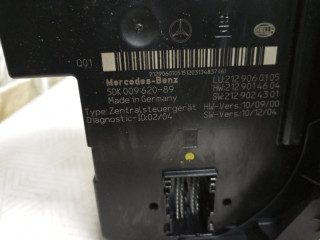 HELLA
001
Mercedes-Benz
5DK 009 620-89
Made in Germany
Type: Zentralsteuergerät
Diagnostic-ID:02/04
LU:212 906 01 05
HW:212 901 46 04
SW:212 902 43 01
HW-Vers: 10/09/00
SW-Vers: 10/12/04